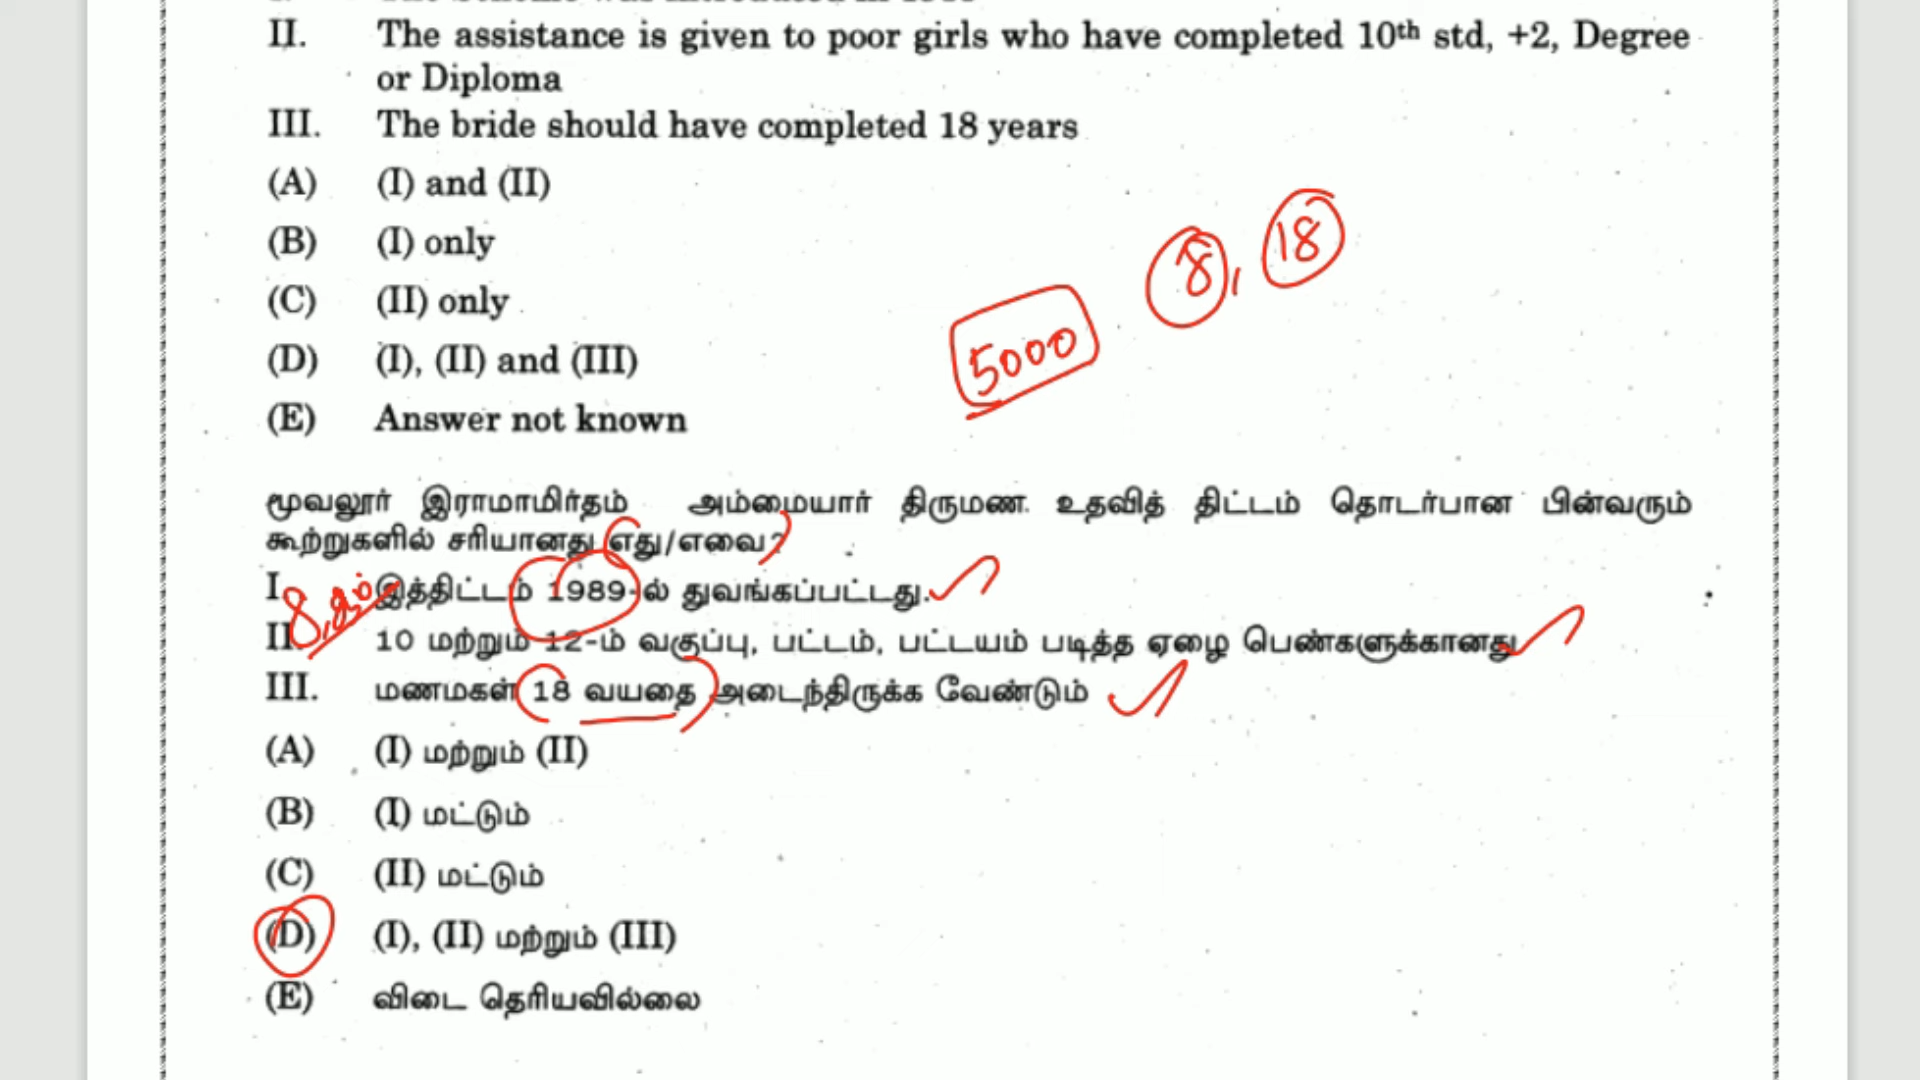 II. The assistance is given to poor girls who have completed 10th std, +2, Degree
or Diploma
III. The bride should have completed 18 years
(A) (I) and (II)
(B) (I) only
(C) (II) only
(D) (I), (II) and (III)
(E) Answer not known
8, 18
5000
மூவலூர் இராமாமிர்தம் அம்மையார் திருமண உதவித் திட்டம் தொடர்பான பின்வரும்
கூற்றுகளில் சரியானது எது/எவை?
I. இத்திட்டம் 1989-ல் துவங்கப்பட்டது.
8,
II. 10 மற்றும் 12-ம் வகுப்பு, பட்டம், பட்டயம் படித்த ஏழை பெண்களுக்கானது
III. மணமகள் 18 வயதை அடைந்திருக்க வேண்டும்
(A) (I) மற்றும் (II)
(B) (I) மட்டும்
(C) (II) மட்டும்
(D) (I), (II) மற்றும் (III)
(E) விடை தெரியவில்லை